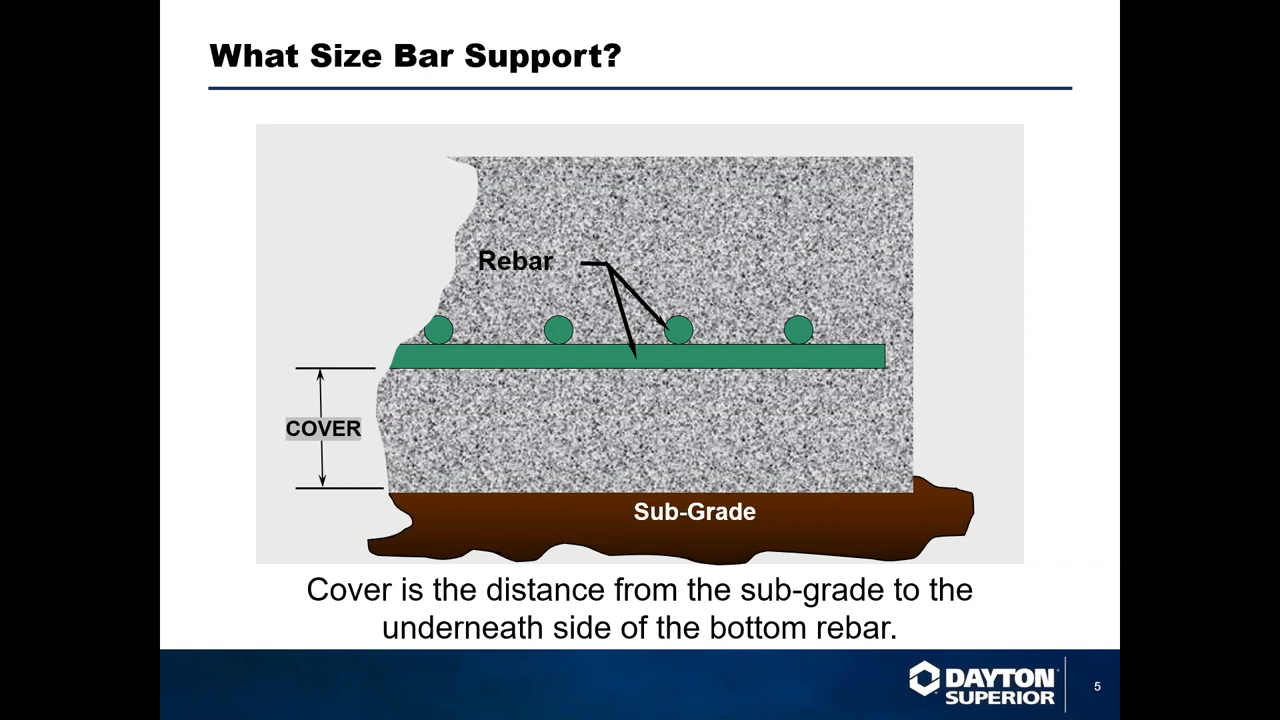 What Size Bar Support?
Rebar
COVER
Sub-Grade
Cover is the distance from the sub-grade to the
underneath side of the bottom rebar.
DAYTON
SUPERIOR
5